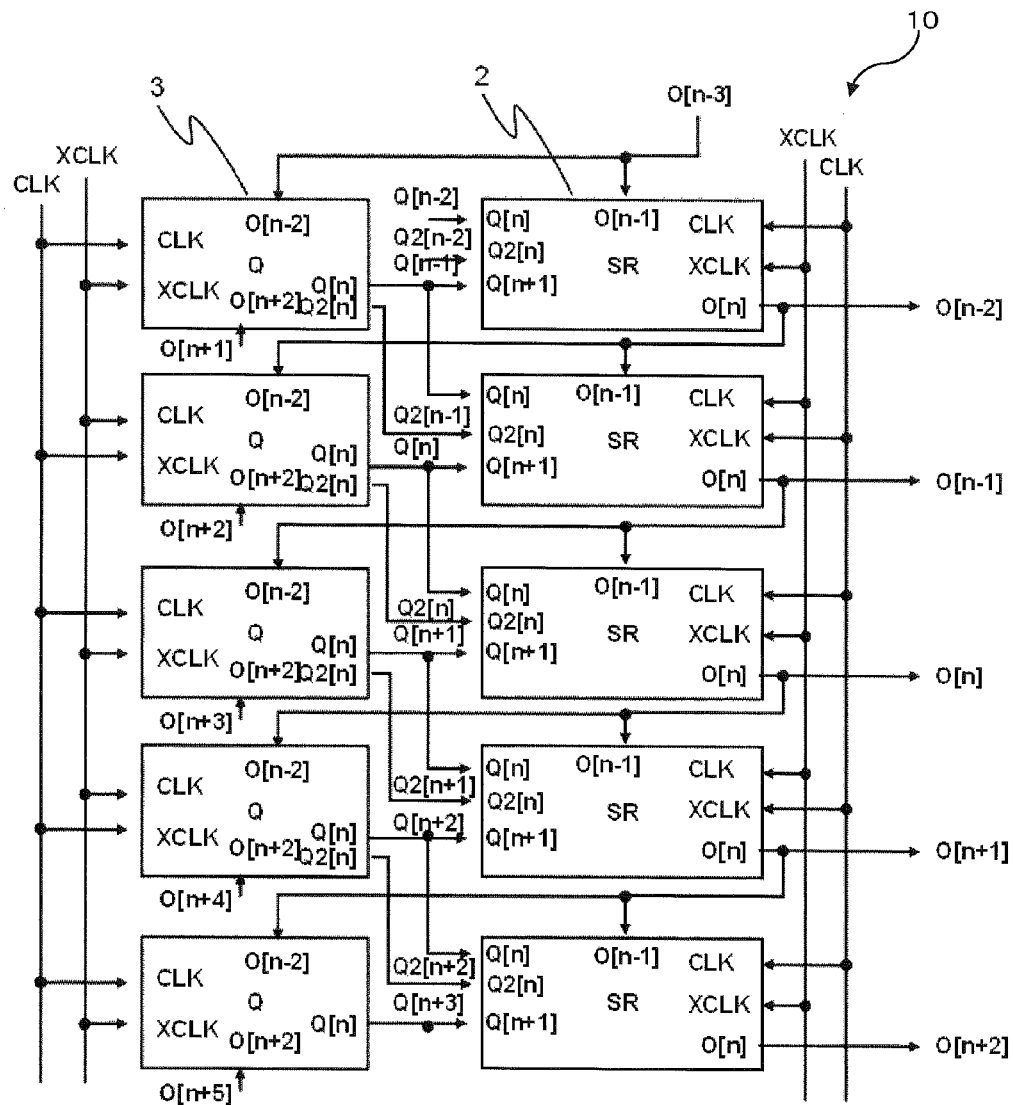 10
3
2
O[n-3]
XCLK
CLK
XCLK
CLK
O[n-2]
CLK
Q
XCLK
O[n+2]
Q[n]
Q2[n]
O[n+1]
Q[n-2]
Q2[n-2]
Q[n-1]
Q[n]
O[n-1]
CLK
Q2[n]
SR
XCLK
Q[n+1]
O[n]
O[n-2]
O[n-2]
CLK
Q
XCLK
O[n+2]
Q[n]
Q2[n]
O[n+2]
Q2[n-1]
Q[n]
Q[n]
O[n-1]
CLK
Q2[n]
SR
XCLK
Q[n+1]
O[n]
O[n-1]
O[n-2]
CLK
Q
XCLK
O[n+2]
Q[n]
Q2[n]
O[n+3]
Q2[n]
Q[n+1]
Q[n]
O[n-1]
CLK
Q2[n]
SR
XCLK
Q[n+1]
O[n]
O[n]
O[n-2]
CLK
Q
XCLK
O[n+2]
Q[n]
Q2[n]
O[n+4]
Q2[n+1]
Q[n+2]
Q[n]
O[n-1]
CLK
Q2[n]
SR
XCLK
Q[n+1]
O[n]
O[n+1]
O[n-2]
CLK
Q
XCLK
O[n+2]
Q[n]
O[n+5]
Q2[n+2]
Q[n+3]
Q[n]
O[n-1]
CLK
Q2[n]
SR
XCLK
Q[n+1]
O[n]
O[n+2]